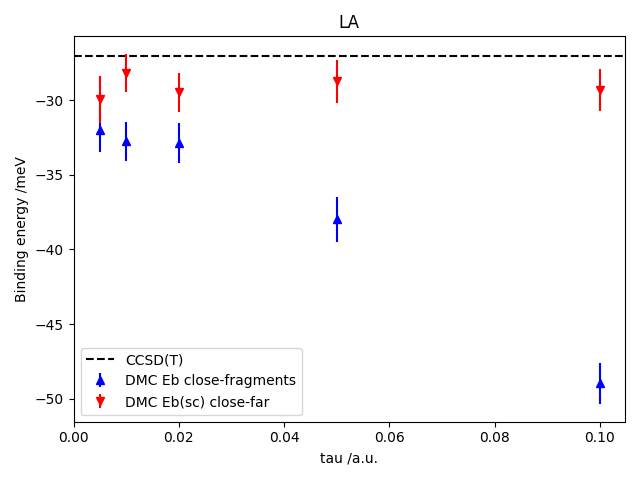 LA
Binding energy /meV
−30
−35
−40
−45
−50
CCSD(T)
DMC Eb close-fragments
DMC Eb(sc) close-far
0.00 0.02 0.04 0.06 0.08 0.10
tau /a.u.